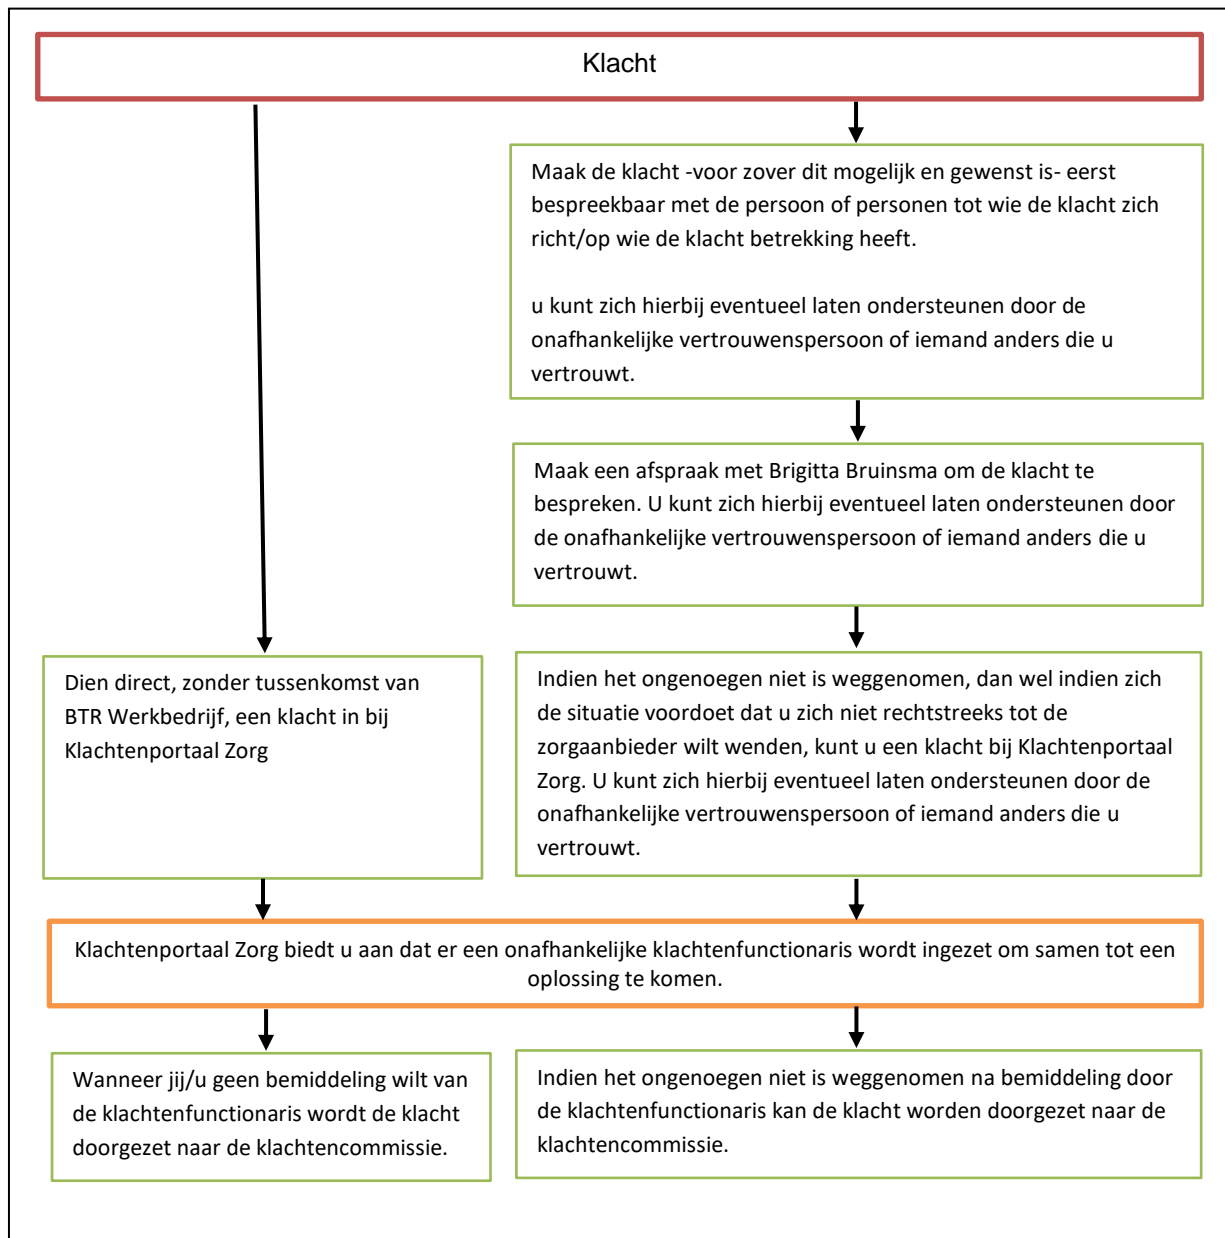 Klacht
Maak de klacht -voor zover dit mogelijk en gewenst is- eerst
bespreekbaar met de persoon of personen tot wie de klacht zich
richt/op wie de klacht betrekking heeft.
u kunt zich hierbij eventueel laten ondersteunen door de
onafhankelijke vertrouwenspersoon of iemand anders die u
vertrouwt.
Maak een afspraak met Brigitta Bruinsma om de klacht te
bespreken. U kunt zich hierbij eventueel laten ondersteunen door
de onafhankelijke vertrouwenspersoon of iemand anders die u
vertrouwt.
Dien direct, zonder tussenkomst van
BTR Werkbedrijf, een klacht in bij
Klachtenportaal Zorg
Indien het ongenoegen niet is weggenomen, dan wel indien zich
de situatie voordoet dat u zich niet rechtstreeks tot de
zorgaanbieder wilt wenden, kunt u een klacht bij Klachtenportaal
Zorg. U kunt zich hierbij eventueel laten ondersteunen door de
onafhankelijke vertrouwenspersoon of iemand anders die u
vertrouwt.
Klachtenportaal Zorg biedt u aan dat er een onafhankelijke klachtenfunctionaris wordt ingezet om samen tot een
oplossing te komen.
Wanneer jij/u geen bemiddeling wilt van
de klachtenfunctionaris wordt de klacht
doorgezet naar de klachtencommissie.
Indien het ongenoegen niet is weggenomen na bemiddeling door
de klachtenfunctionaris kan de klacht worden doorgezet naar de
klachtencommissie.